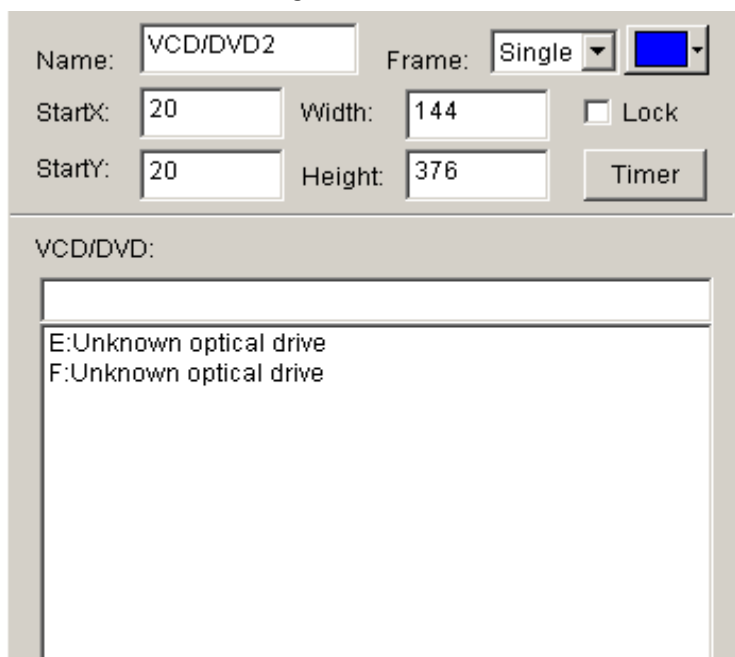 Name: VCD/DVD2 Frame: Single
StartX: 20 Width: 144 Lock
StartY: 20 Height: 376 Timer
VCD/DVD:
E:Unknown optical drive
F:Unknown optical drive